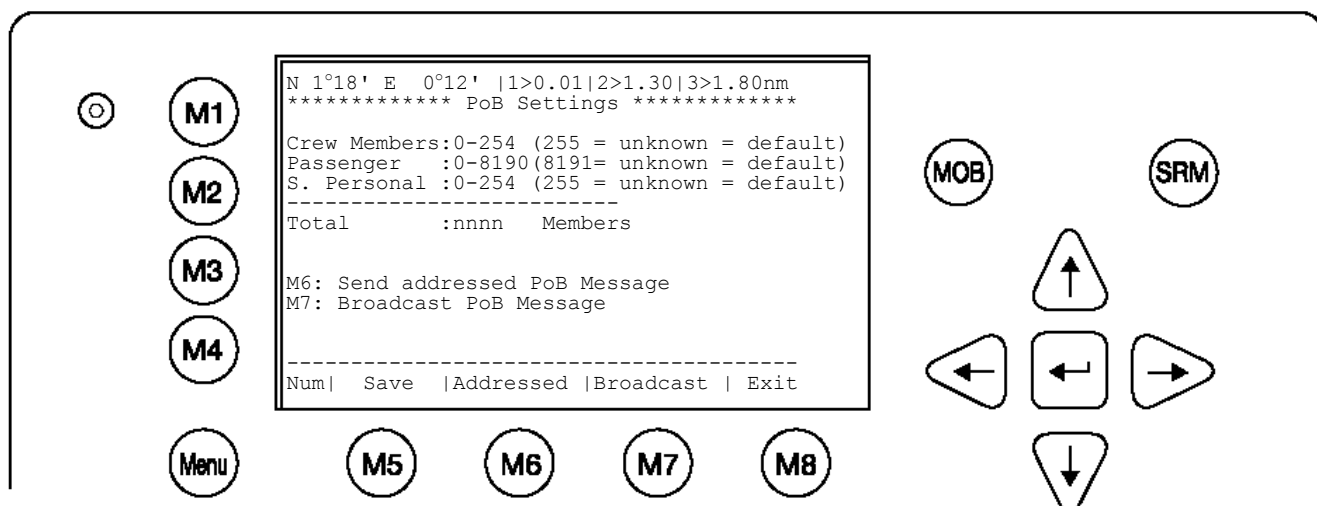 N 1°18' E  0°12' |1>0.01|2>1.30|3>1.80nm
************* PoB Settings *************
Crew Members:0-254 (255 = unknown = default)
Passenger   :0-8190(8191= unknown = default)
S. Personal :0-254 (255 = unknown = default)
--------------------------
Total       :nnnn   Members
M6: Send addressed PoB Message
M7: Broadcast PoB Message
----------------------------------------
Num|  Save  |Addressed |Broadcast | Exit
M1
M2
M3
M4
Menu
M5
M6
M7
M8
MOB
SRM